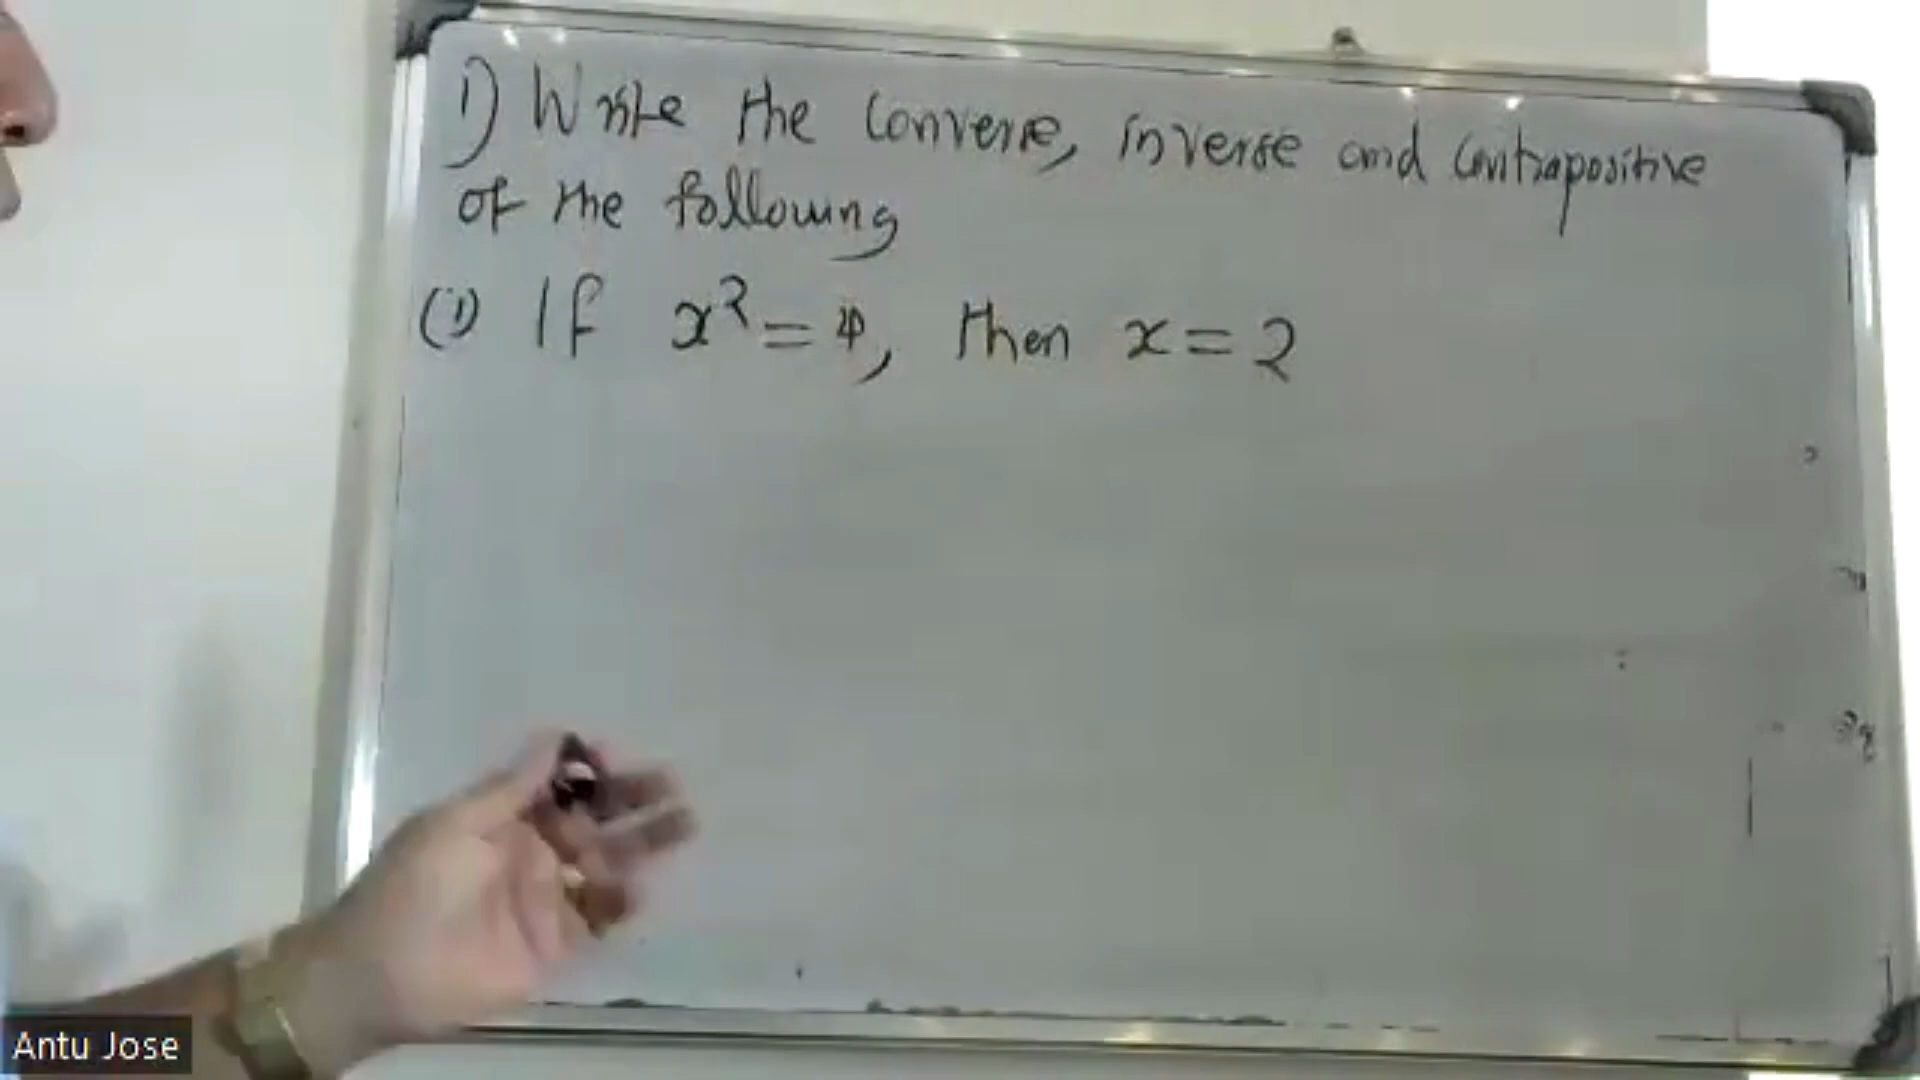 1) Write the converse, inverse and contrapositive
of the following
(1) If x² = 4, then x = 2
Antu Jose